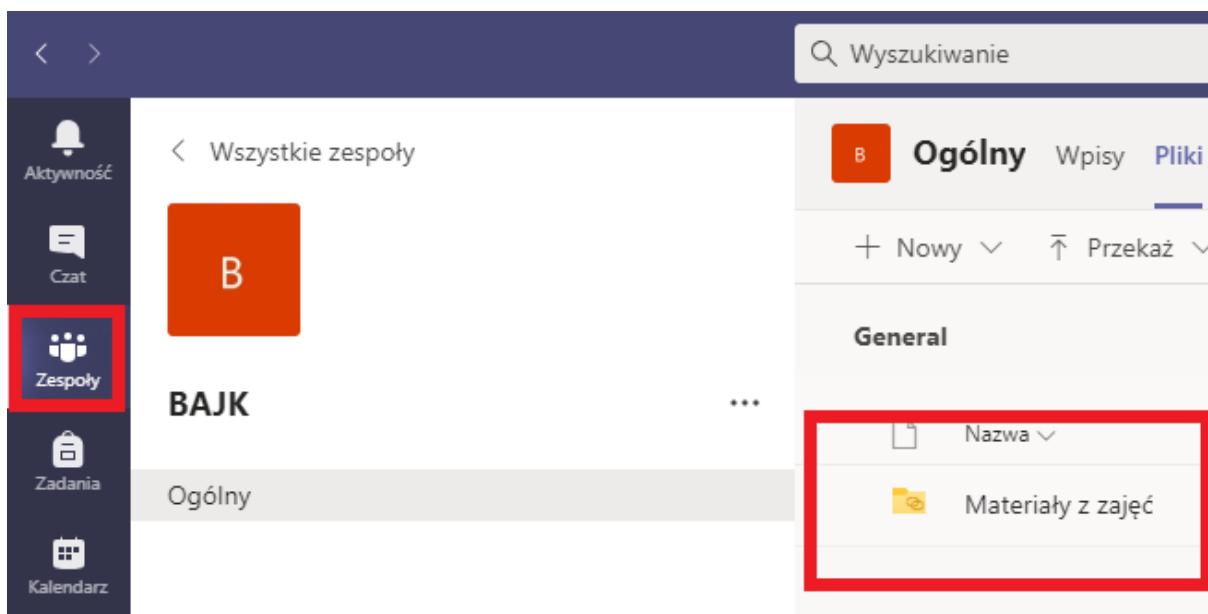 Wyszukiwanie
Aktywność
Czat
Zespoły
Zadania
Kalendarz
Wszystkie zespoły
B
BAJK
Ogólny
B Ogólny Wpisy Pliki
Nowy Przekaż
General
Nazwa
Materiały z zajęć